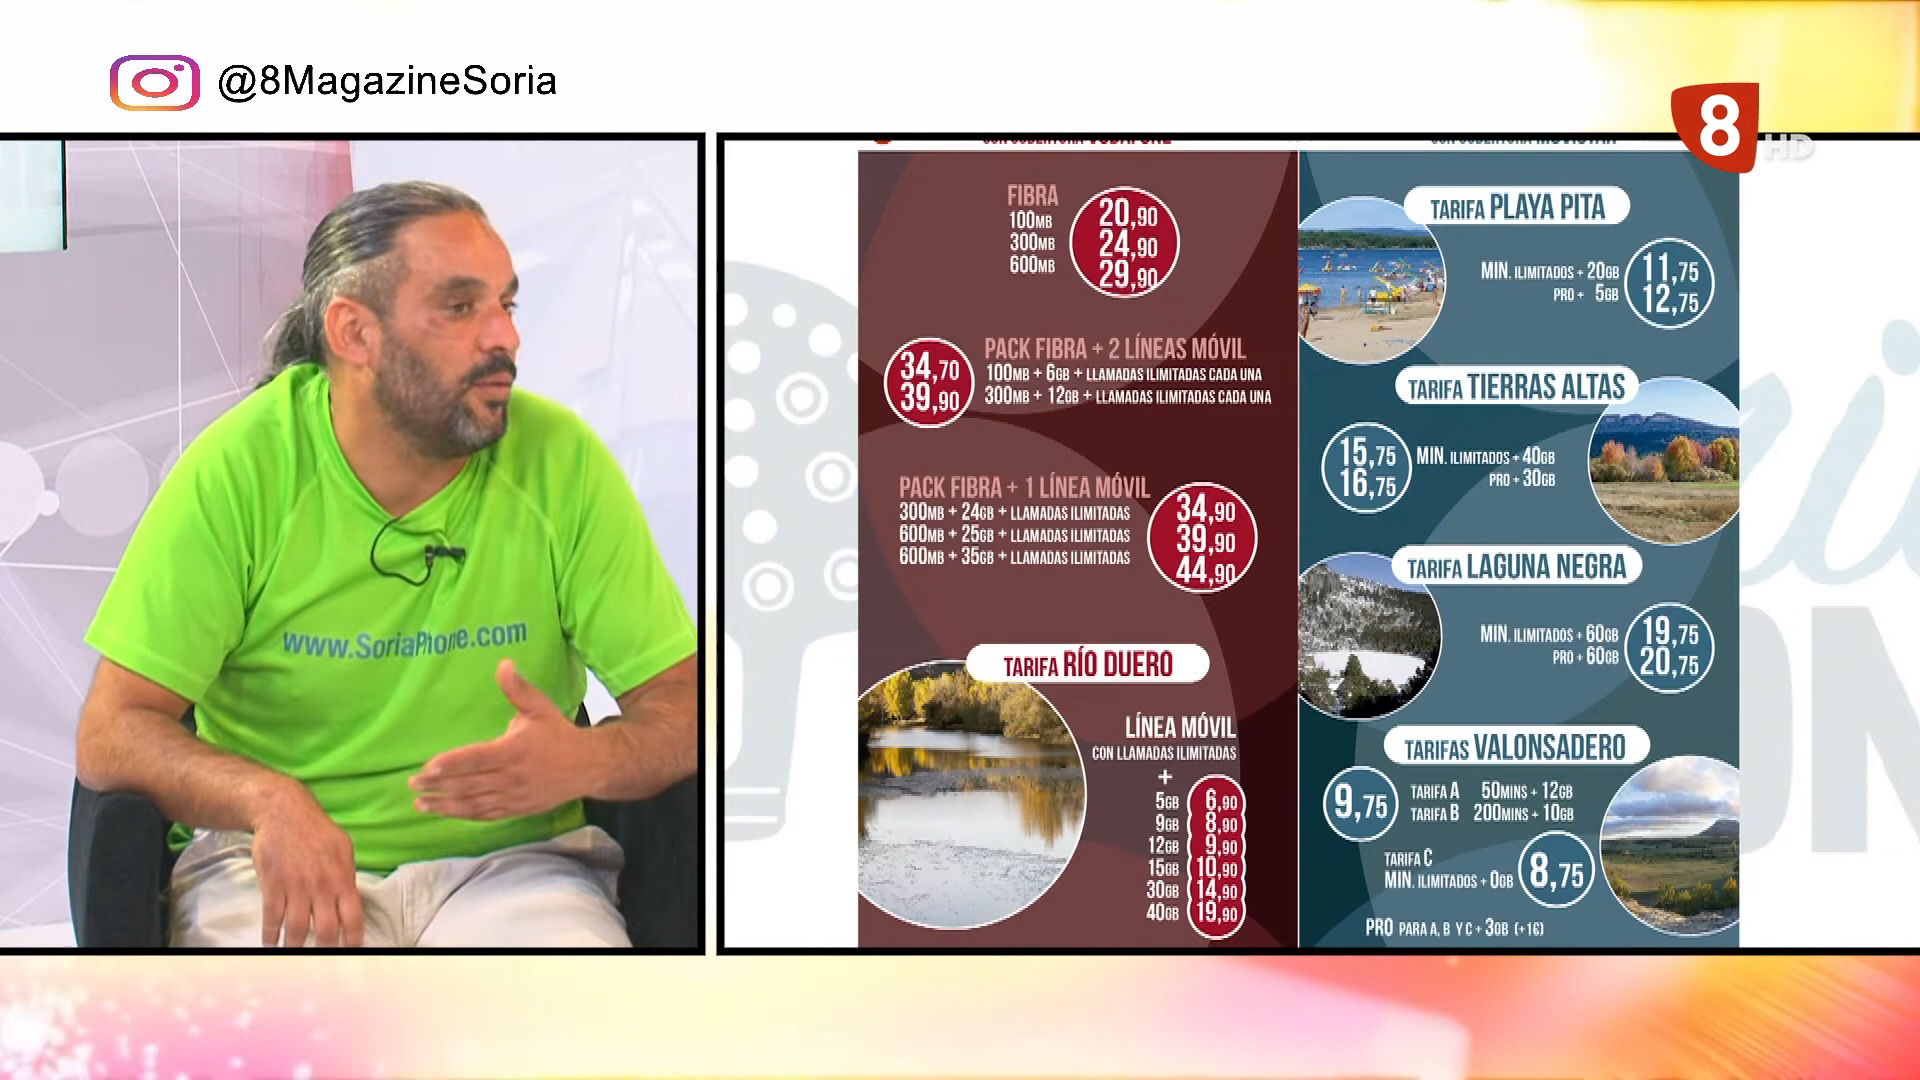 @8MagazineSoria
8
HD
www.SoriaPhone.com
CON COBERTURA VODAFONE
FIBRA
100MB
300MB
600MB
20,90
24,90
29,90
34,70
39,90
PACK FIBRA + 2 LÍNEAS MÓVIL
100MB + 6GB + LLAMADAS ILIMITADAS CADA UNA
300MB + 12GB + LLAMADAS ILIMITADAS CADA UNA
PACK FIBRA + 1 LÍNEA MÓVIL
300MB + 24GB + LLAMADAS ILIMITADAS
600MB + 25GB + LLAMADAS ILIMITADAS
600MB + 35GB + LLAMADAS ILIMITADAS
34,90
39,90
44,90
TARIFA RÍO DUERO
LÍNEA MÓVIL
CON LLAMADAS ILIMITADAS
+
5GB 6,90
9GB 8,90
12GB 9,90
15GB 10,90
30GB 14,90
40GB 19,90
CON COBERTURA MOVISTAR
TARIFA PLAYA PITA
MIN. ILIMITADOS + 20GB
PRO + 5GB
11,75
12,75
TARIFA TIERRAS ALTAS
15,75
16,75
MIN. ILIMITADOS + 40GB
PRO + 30GB
TARIFA LAGUNA NEGRA
MIN. ILIMITADOS + 60GB
PRO + 60GB
19,75
20,75
TARIFAS VALONSADERO
9,75
TARIFA A 50MINS + 12GB
TARIFA B 200MINS + 10GB
TARIFA C
MIN. ILIMITADOS + 0GB
8,75
PRO PARA A, B Y C + 3GB (+1€)